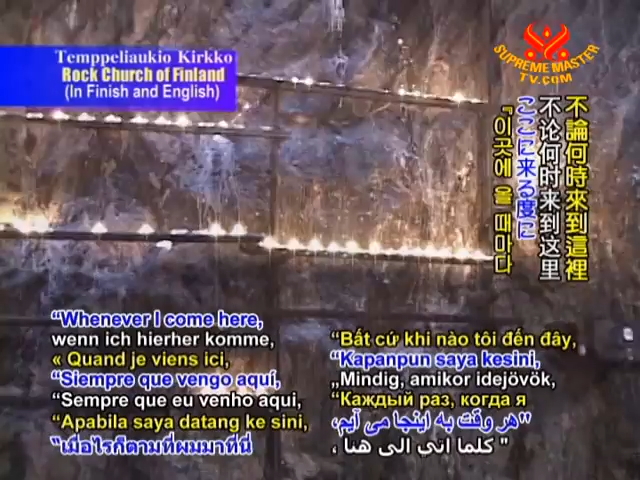 Temppeliaukio Kirkko
Rock Church of Finland
(In Finish and English)
SUPREME MASTER
TV.COM
不論何時來到這裡
不论何时来到这里
ここに来る度に
『이곳에 올 때마다
“Whenever I come here,
wenn ich hierher komme,
« Quand je viens ici,
“Siempre que vengo aquí,
“Sempre que eu venho aqui,
“Apabila saya datang ke sini,
“เมื่อไรก็ตามที่ผมมาที่นี่
“Bất cứ khi nào tôi đến đây,
“Kapanpun saya kesini,
„Mindig, amikor idejövök,
“Каждый раз, когда я
"هر وقت به اینجا می آیم،
" كلما اتي الى هنا ،